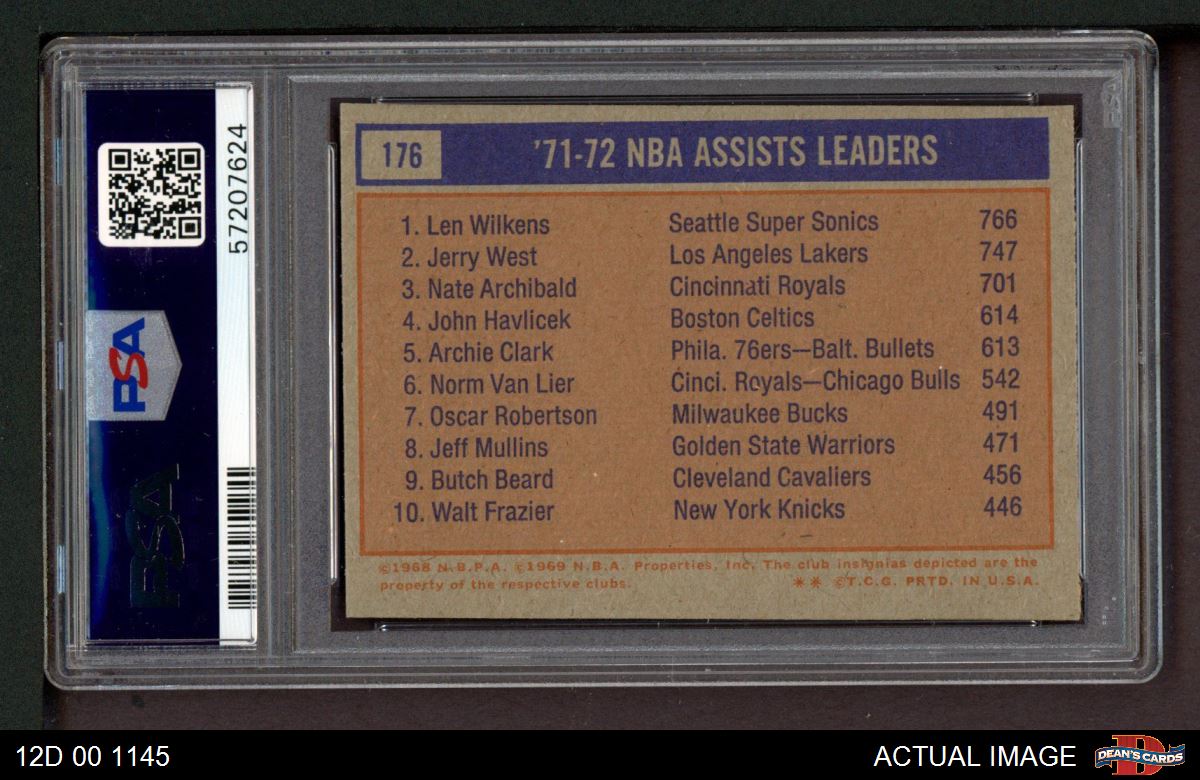 57207624
PSA
PSA
176 '71-72 NBA ASSISTS LEADERS
1. Len Wilkens Seattle Super Sonics 766
2. Jerry West Los Angeles Lakers 747
3. Nate Archibald Cincinnati Royals 701
4. John Havlicek Boston Celtics 614
5. Archie Clark Phila. 76ers—Balt. Bullets 613
6. Norm Van Lier Cinci. Royals—Chicago Bulls 542
7. Oscar Robertson Milwaukee Bucks 491
8. Jeff Mullins Golden State Warriors 471
9. Butch Beard Cleveland Cavaliers 456
10. Walt Frazier New York Knicks 446
©1968 N.B.P.A. ©1969 N.B.A. Properties, Inc. The club insignias depicted are the
property of the respective clubs. ** ©T.C.G. PRTD. IN U.S.A.
PSA
12D 00 1145
ACTUAL IMAGE
DEAN'S CARDS